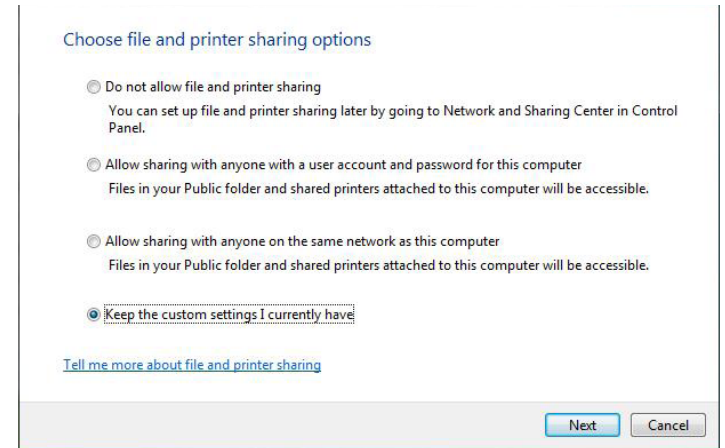 Choose file and printer sharing options
Do not allow file and printer sharing
You can set up file and printer sharing later by going to Network and Sharing Center in Control
Panel.
Allow sharing with anyone with a user account and password for this computer
Files in your Public folder and shared printers attached to this computer will be accessible.
Allow sharing with anyone on the same network as this computer
Files in your Public folder and shared printers attached to this computer will be accessible.
Keep the custom settings I currently have
Tell me more about file and printer sharing
Next Cancel